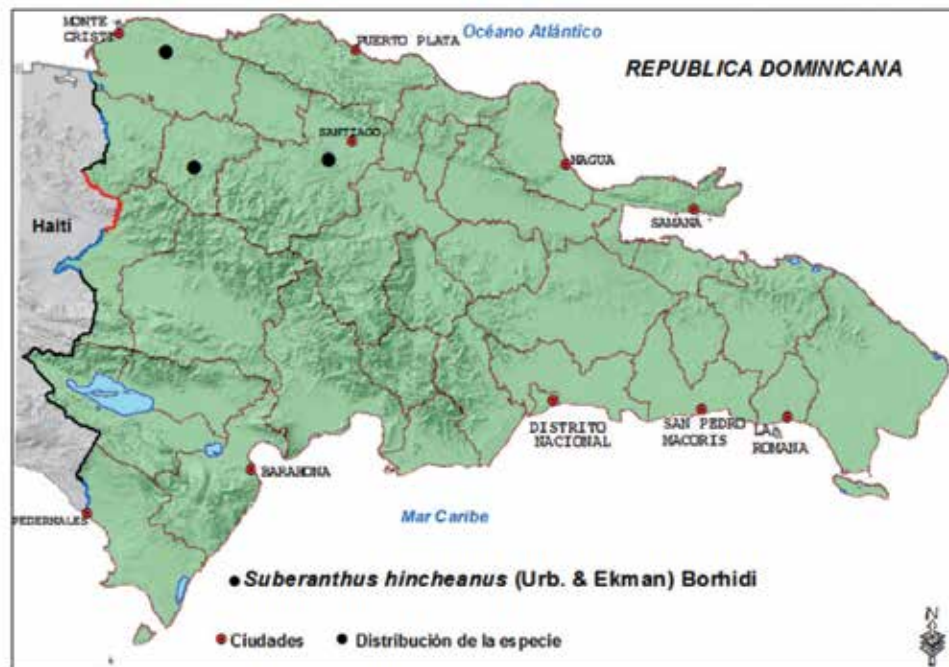 MONTE
CRISTI
PUERTO PLATA
Océano Atlántico
REPUBLICA DOMINICANA
SANTIAGO
NAGUA
SAMANA
Haití
DISTRITO
NACIONAL
SAN PEDRO
MACORIS
LA
ROMANA
BARAHONA
PEDERNALES
Mar Caribe
Suberanthus hincheanus (Urb. & Ekman) Borhidi
Ciudades
Distribución de la especie
N